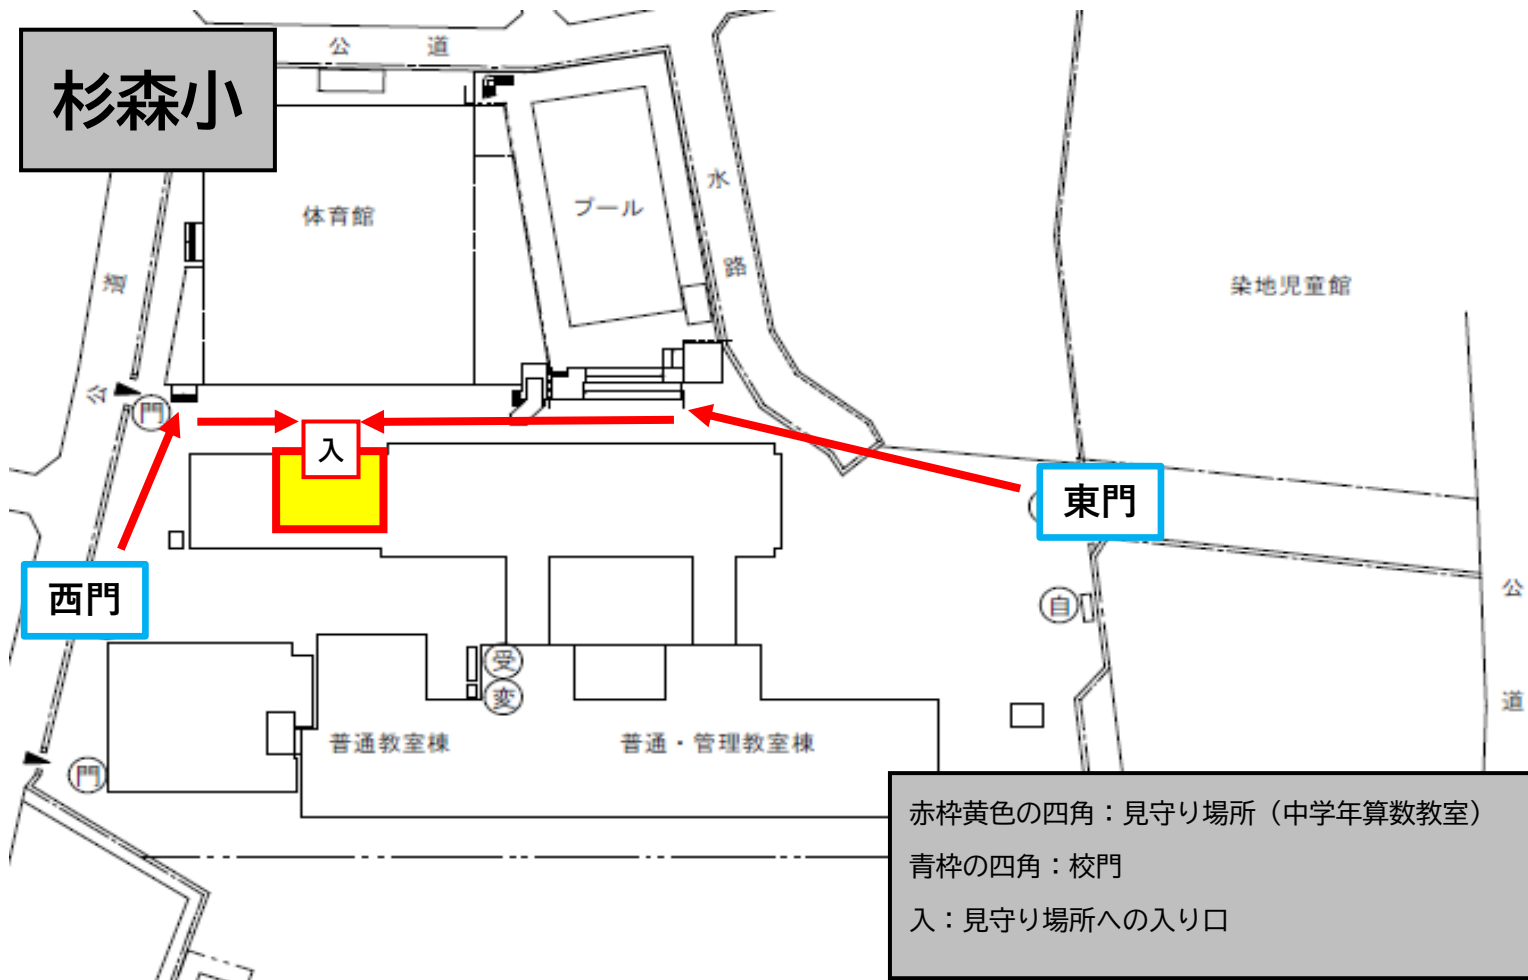 杉森小
公　道
体育館
プール
水
路
染地児童館
道
公
門
入
東門
西門
自
公
道
受
変
普通教室棟
普通・管理教室棟
門
赤枠黄色の四角：見守り場所（中学年算数教室）
青枠の四角：校門
入：見守り場所への入り口